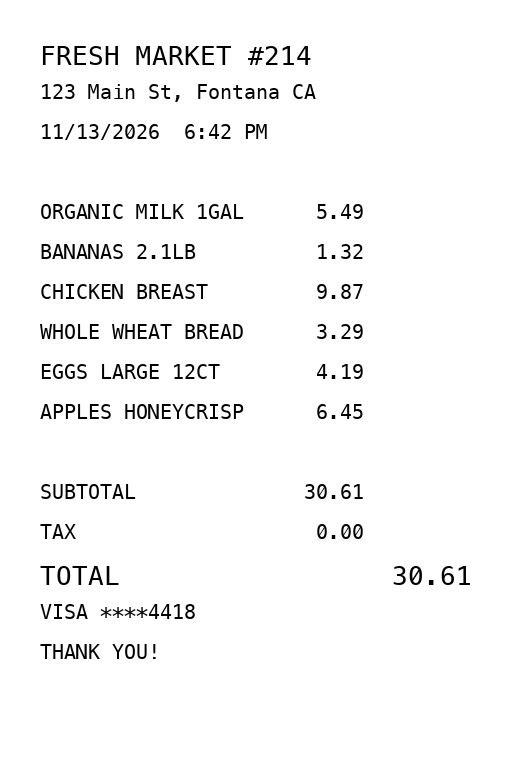 FRESH MARKET #214
123 Main St, Fontana CA
11/13/2026  6:42 PM
ORGANIC MILK 1GAL      5.49
BANANAS 2.1LB          1.32
CHICKEN BREAST         9.87
WHOLE WHEAT BREAD      3.29
EGGS LARGE 12CT        4.19
APPLES HONEYCRISP      6.45
SUBTOTAL              30.61
TAX                    0.00
TOTAL                 30.61
VISA ****4418
THANK YOU!